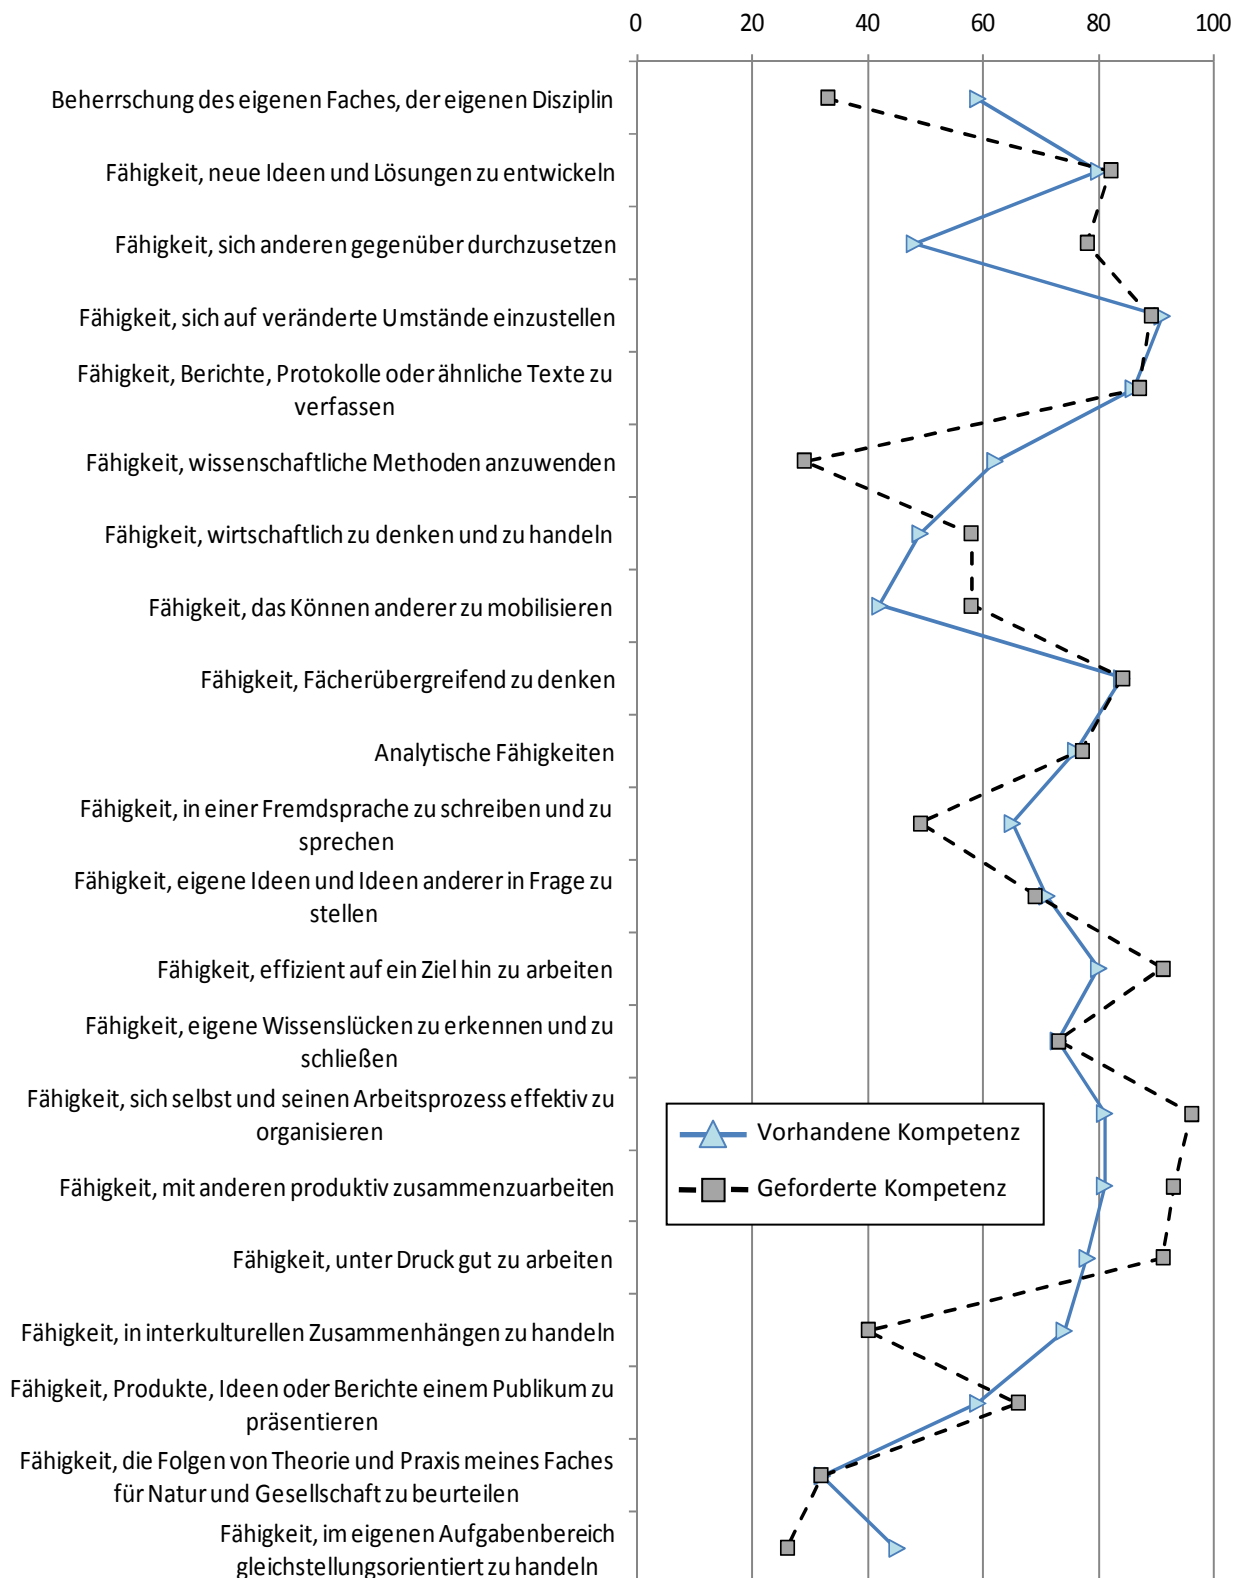 0 20 40 60 80 100
Beherrschung des eigenen Faches, der eigenen Disziplin
Fähigkeit, neue Ideen und Lösungen zu entwickeln
Fähigkeit, sich anderen gegenüber durchzusetzen
Fähigkeit, sich auf veränderte Umstände einzustellen
Fähigkeit, Berichte, Protokolle oder ähnliche Texte zu
verfassen
Fähigkeit, wissenschaftliche Methoden anzuwenden
Fähigkeit, wirtschaftlich zu denken und zu handeln
Fähigkeit, das Können anderer zu mobilisieren
Fähigkeit, Fächerübergreifend zu denken
Analytische Fähigkeiten
Fähigkeit, in einer Fremdsprache zu schreiben und zu
sprechen
Fähigkeit, eigene Ideen und Ideen anderer in Frage zu
stellen
Fähigkeit, effizient auf ein Ziel hin zu arbeiten
Fähigkeit, eigene Wissenslücken zu erkennen und zu
schließen
Fähigkeit, sich selbst und seinen Arbeitsprozess effektiv zu
organisieren
Fähigkeit, mit anderen produktiv zusammenzuarbeiten
Fähigkeit, unter Druck gut zu arbeiten
Fähigkeit, in interkulturellen Zusammenhängen zu handeln
Fähigkeit, Produkte, Ideen oder Berichte einem Publikum zu
präsentieren
Fähigkeit, die Folgen von Theorie und Praxis meines Faches
für Natur und Gesellschaft zu beurteilen
Fähigkeit, im eigenen Aufgabenbereich
gleichstellungsorientiert zu handeln
Vorhandene Kompetenz
Geforderte Kompetenz